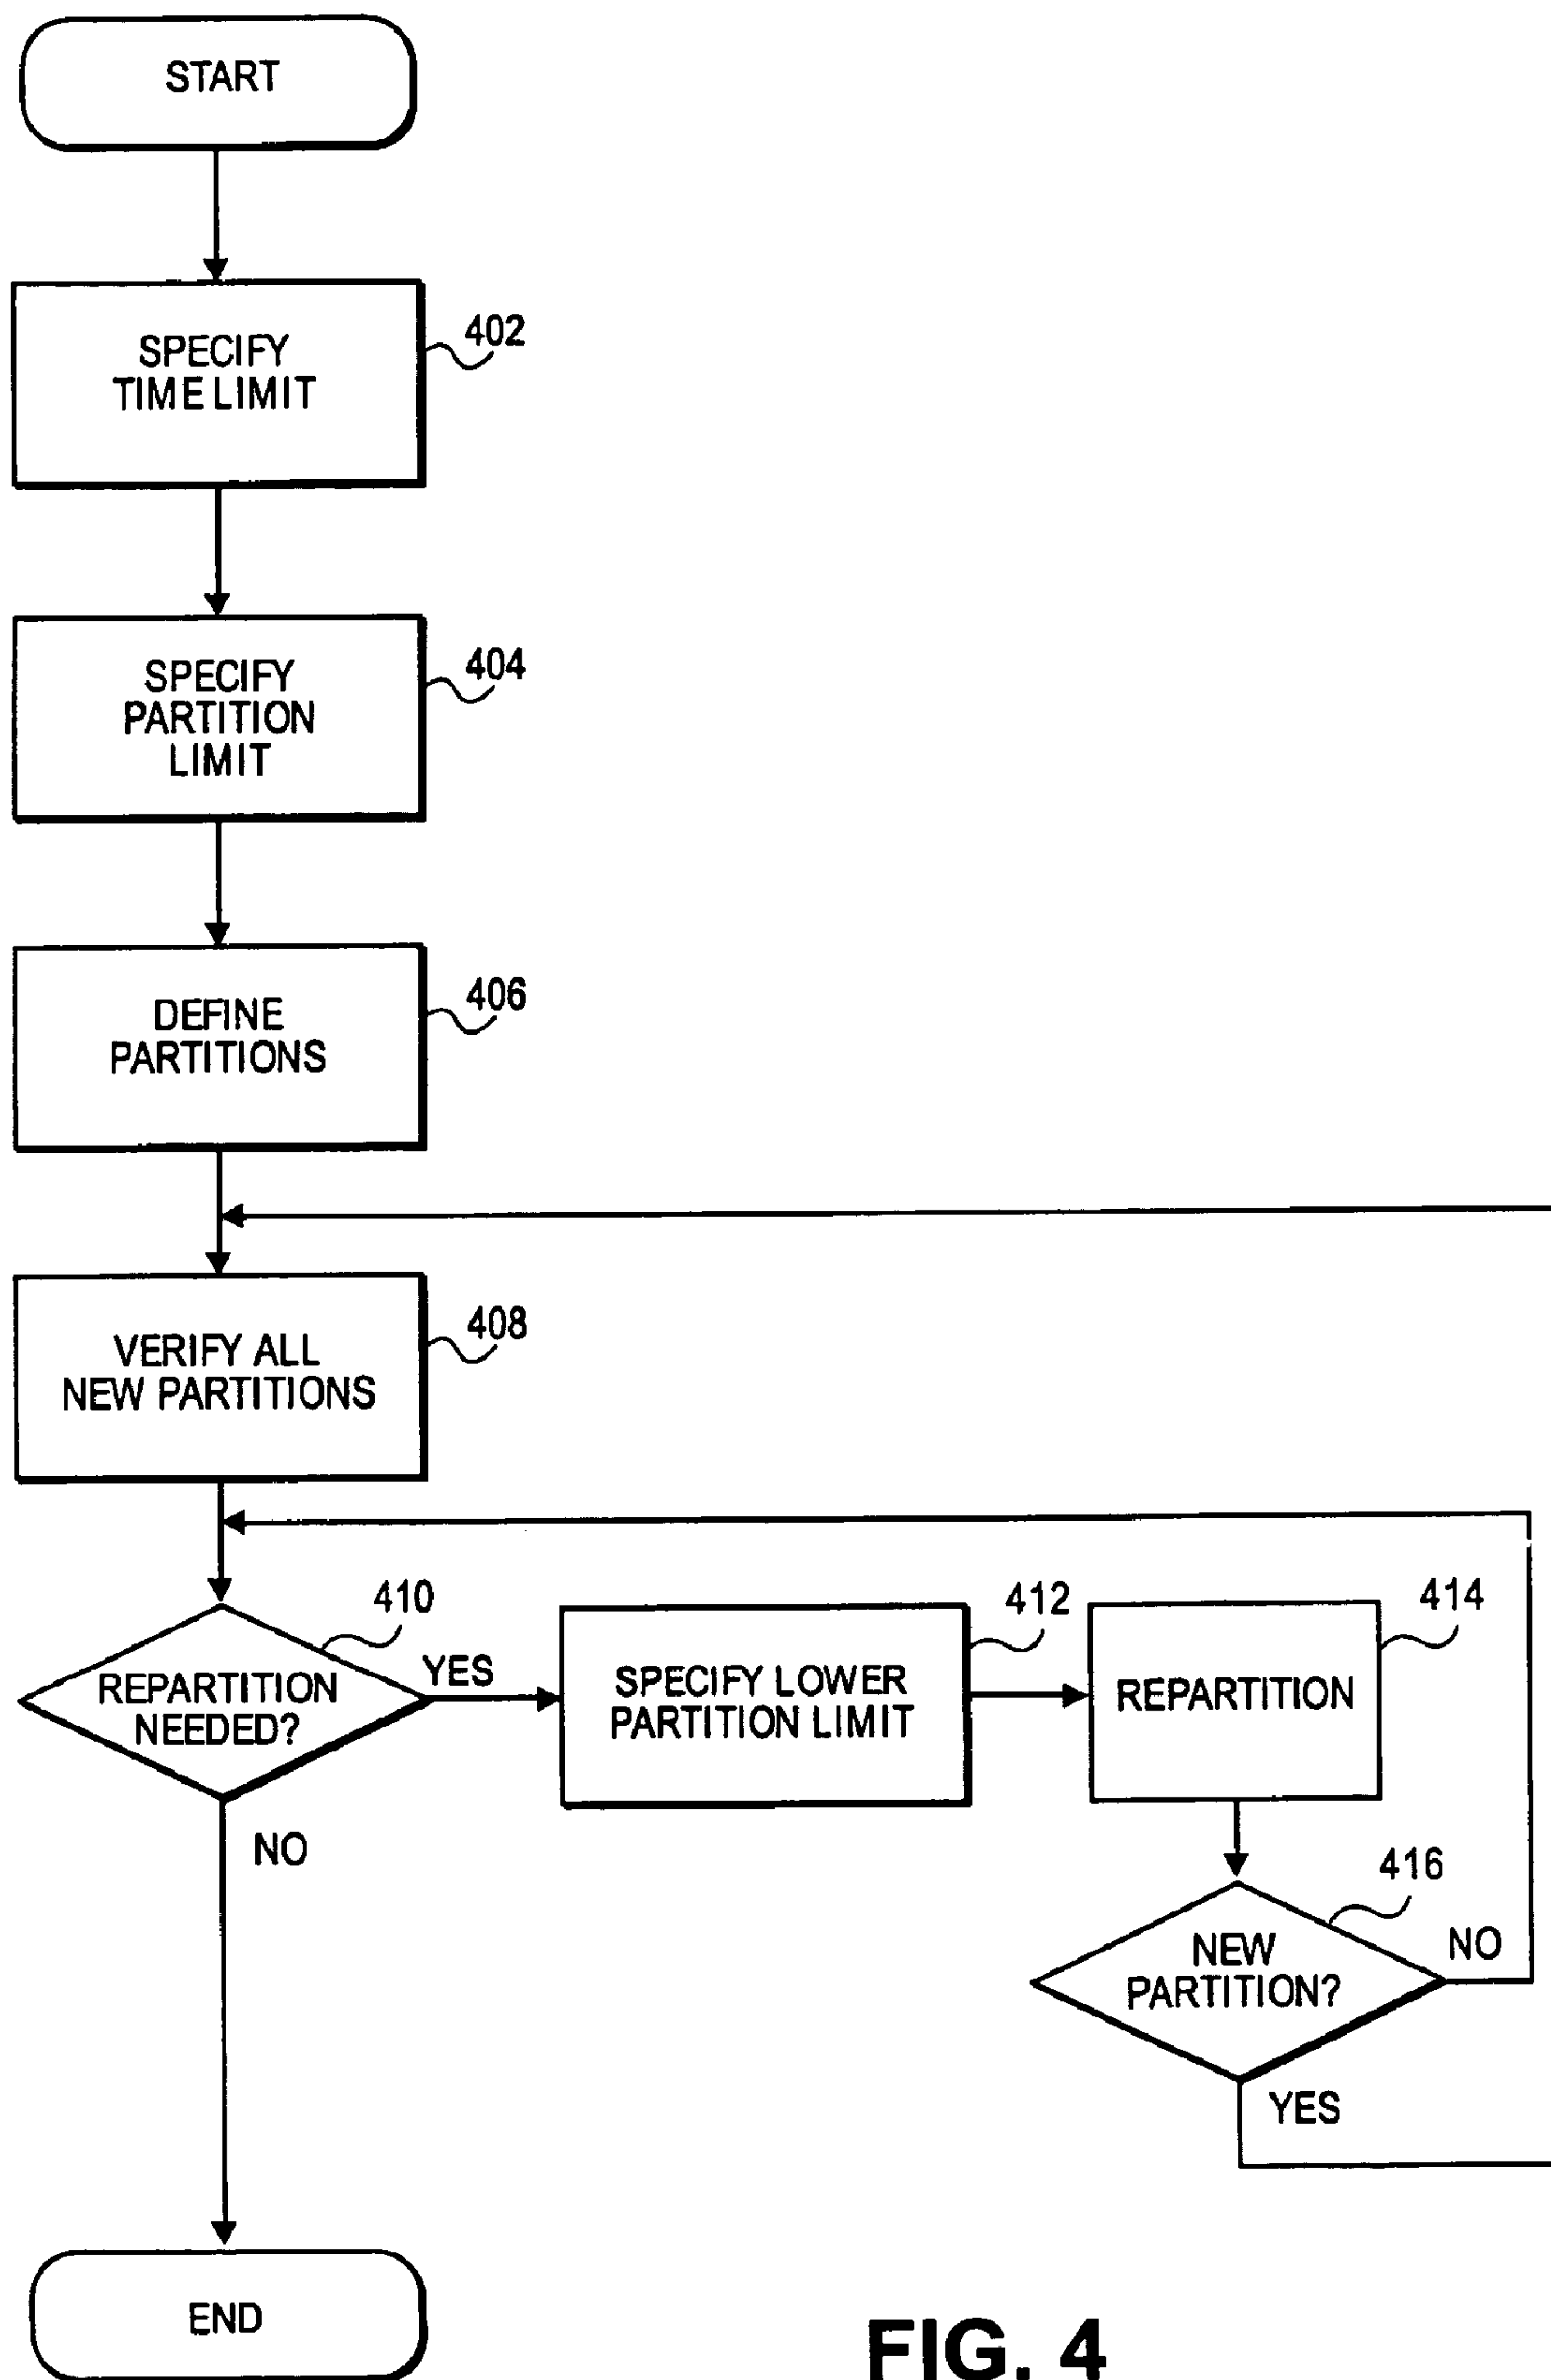 START
SPECIFY
TIME LIMIT
402
SPECIFY
PARTITION
LIMIT
404
DEFINE
PARTITIONS
406
VERIFY ALL
NEW PARTITIONS
408
410
REPARTITION
NEEDED?
YES
NO
SPECIFY LOWER
PARTITION LIMIT
412
REPARTITION
414
416
NEW
PARTITION?
NO
YES
END
FIG. 4